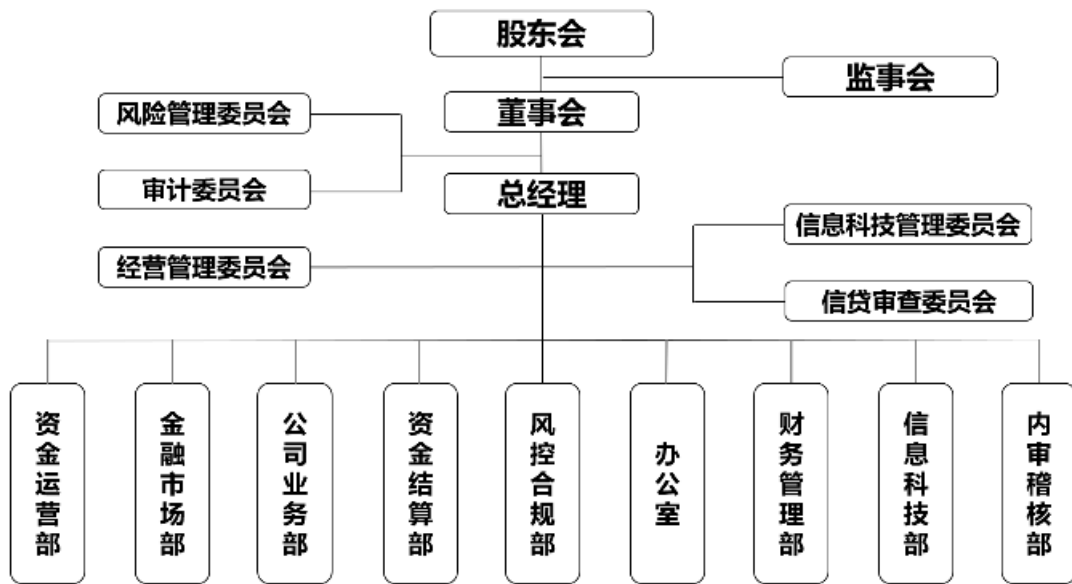 股东会
监事会
董事会
风险管理委员会
审计委员会
总经理
信息科技管理委员会
经营管理委员会
信贷审查委员会
资金运营部
金融市场部
公司业务部
资金结算部
风控合规部
办公室
财务管理部
信息科技部
内审稽核部